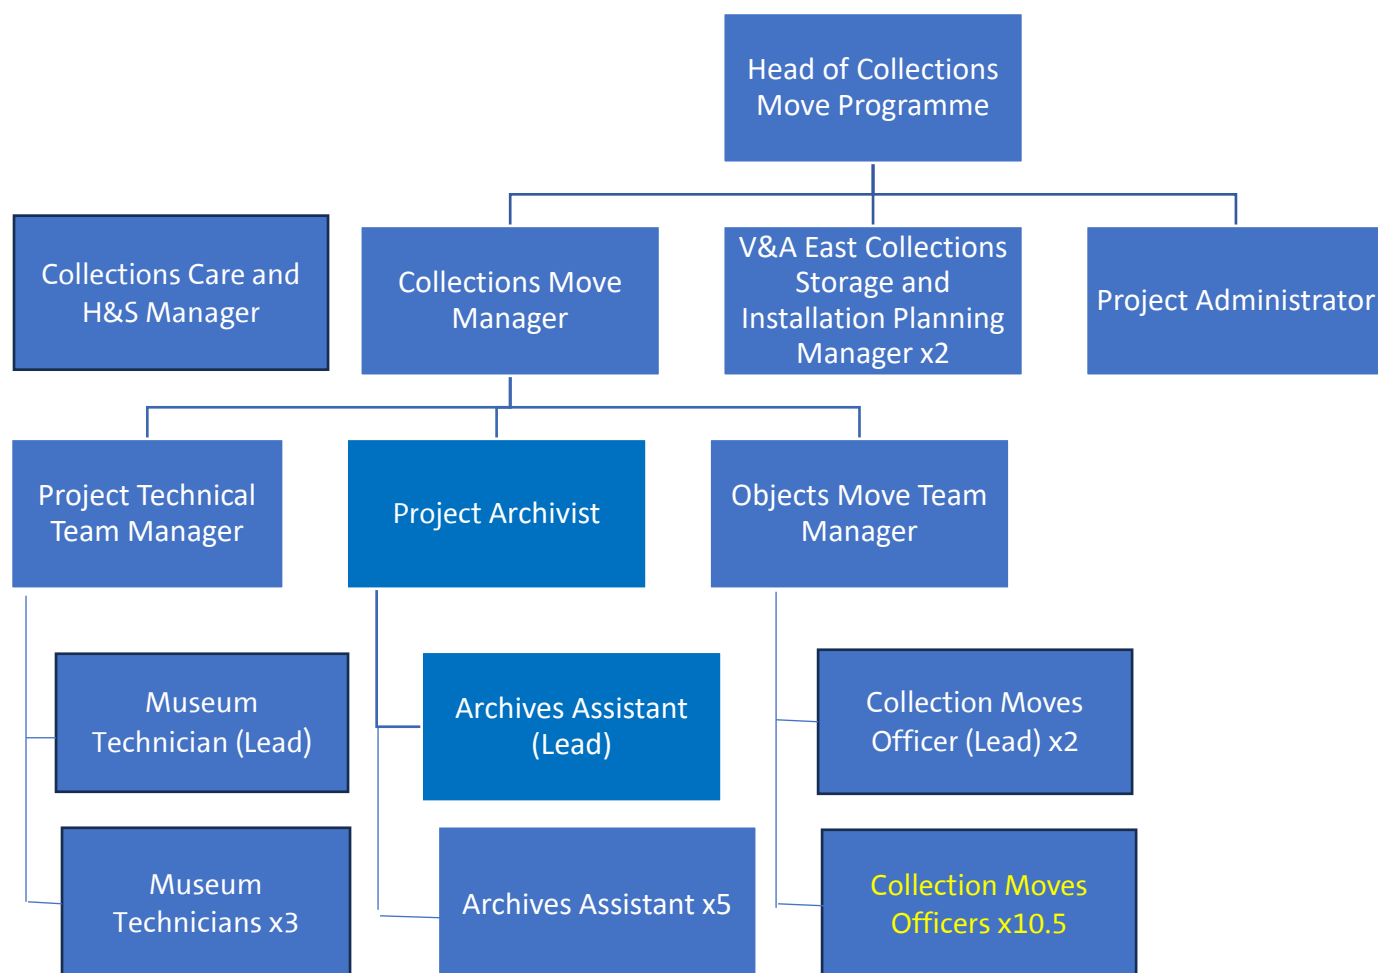 Head of Collections
Move Programme
Collections Care and
H&S Manager
Collections Move
Manager
V&A East Collections
Storage and
Installation Planning
Manager x2
Project Administrator
Project Technical
Team Manager
Project Archivist
Objects Move Team
Manager
Museum
Technician (Lead)
Archives Assistant
(Lead)
Collection Moves
Officer (Lead) x2
Museum
Technicians x3
Archives Assistant x5
Collection Moves
Officers x10.5